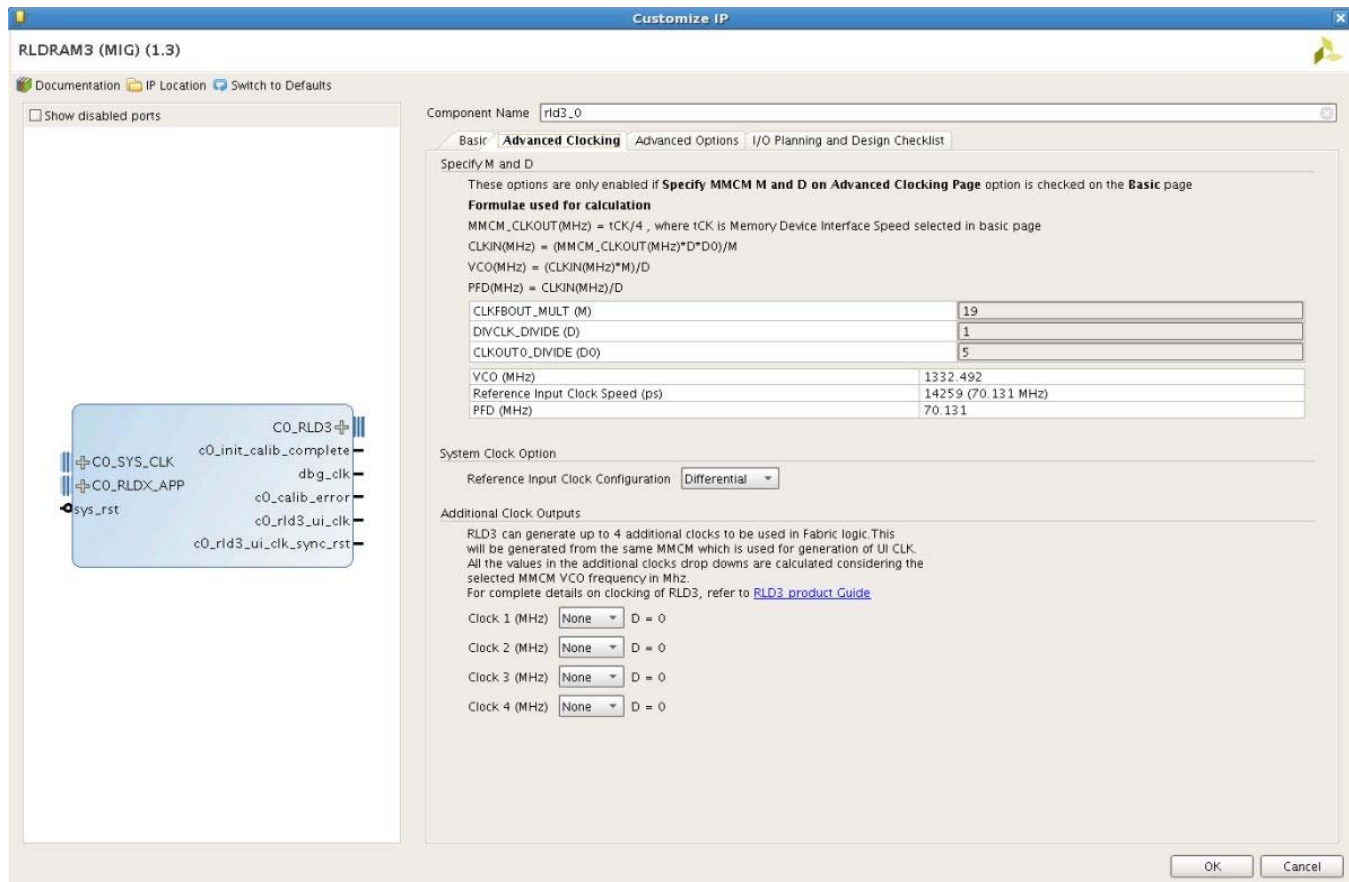 Customize IP
RLDRAM3 (MIG) (1.3)
Documentation IP Location Switch to Defaults
Show disabled ports
C0_SYS_CLK
C0_RLDX_APP
sys_rst
C0_RLD3
c0_init_calib_complete
dbg_clk
c0_calib_error
c0_rld3_ui_clk
c0_rld3_ui_clk_sync_rst
Component Name rld3_0
Basic Advanced Clocking Advanced Options I/O Planning and Design Checklist
Specify M and D
These options are only enabled if Specify MMCM M and D on Advanced Clocking Page option is checked on the Basic page
Formulae used for calculation
MMCM_CLKOUT(MHz) = tCK/4 , where tCK is Memory Device Interface Speed selected in basic page
CLKIN(MHz) = (MMCM_CLKOUT(MHz)*D*D0)/M
VCO(MHz) = (CLKIN(MHz)*M)/D
PFD(MHz) = CLKIN(MHz)/D
CLKFBOUT_MULT (M) 19
DIVCLK_DIVIDE (D) 1
CLKOUT0_DIVIDE (D0) 5
VCO (MHz) 1332.492
Reference Input Clock Speed (ps) 14259 (70.131 MHz)
PFD (MHz) 70.131
System Clock Option
Reference Input Clock Configuration Differential
Additional Clock Outputs
RLD3 can generate up to 4 additional clocks to be used in Fabric logic.This
will be generated from the same MMCM which is used for generation of UI CLK.
All the values in the additional clocks drop downs are calculated considering the
selected MMCM VCO frequency in Mhz.
For complete details on clocking of RLD3, refer to RLD3 product Guide
Clock 1 (MHz) None D = 0
Clock 2 (MHz) None D = 0
Clock 3 (MHz) None D = 0
Clock 4 (MHz) None D = 0
OK Cancel